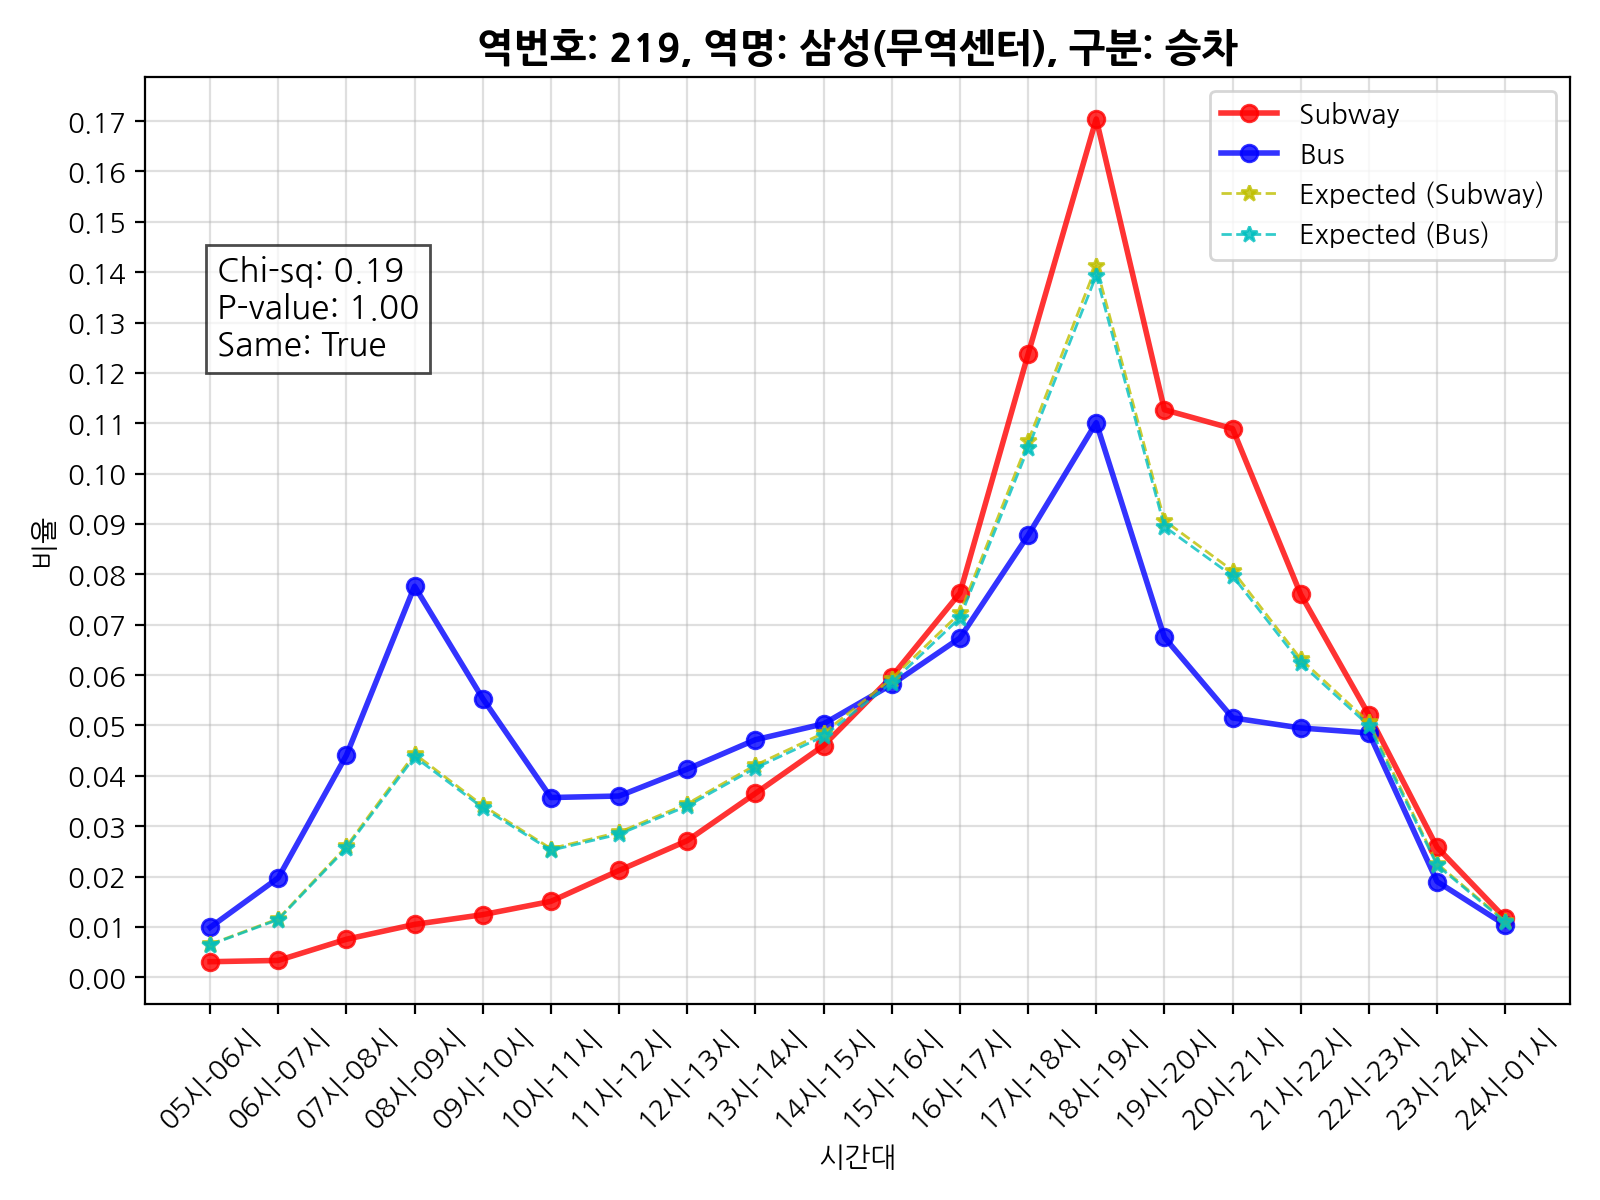 역번호: 219, 역명: 삼성(무역센터), 구분: 승차
Subway
Bus
Expected (Subway)
Expected (Bus)
Chi-sq: 0.19
P-value: 1.00
Same: True
비율
0.17
0.16
0.15
0.14
0.13
0.12
0.11
0.10
0.09
0.08
0.07
0.06
0.05
0.04
0.03
0.02
0.01
0.00
05시-06시
06시-07시
07시-08시
08시-09시
09시-10시
10시-11시
11시-12시
12시-13시
13시-14시
14시-15시
15시-16시
16시-17시
17시-18시
18시-19시
19시-20시
20시-21시
21시-22시
22시-23시
23시-24시
24시-01시
시간대